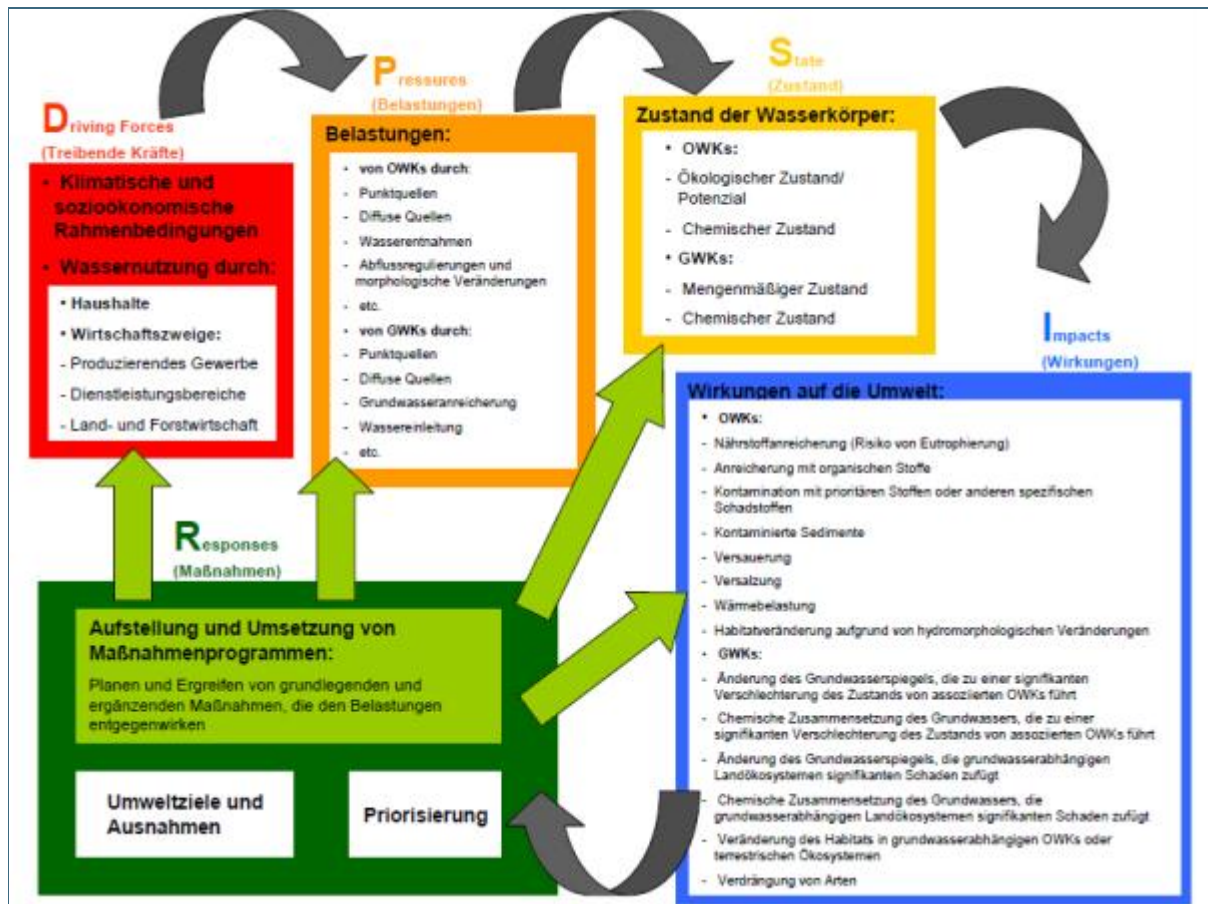 Driving Forces
(Treibende Kräfte)
• Klimatische und
sozioökonomische
Rahmenbedingungen
• Wassernutzung durch:
• Haushalte
• Wirtschaftszweige:
- Produzierendes Gewerbe
- Dienstleistungsbereiche
- Land- und Forstwirtschaft
Pressures
(Belastungen)
Belastungen:
• von OWKs durch:
- Punktquellen
- Diffuse Quellen
- Wasserentnahmen
- Abflussregulierungen und
morphologische Veränderungen
- etc.
• von GWKs durch:
- Punktquellen
- Diffuse Quellen
- Grundwasseranreicherung
- Wassereinleitung
- etc.
State
(Zustand)
Zustand der Wasserkörper:
• OWKs:
- Ökologischer Zustand/
Potenzial
- Chemischer Zustand
• GWKs:
- Mengenmäßiger Zustand
- Chemischer Zustand
Impacts
(Wirkungen)
Wirkungen auf die Umwelt:
• OWKs:
- Nährstoffanreicherung (Risiko von Eutrophierung)
- Anreicherung mit organischen Stoffe
- Kontamination mit prioritären Stoffen oder anderen spezifischen
Schadstoffen
- Kontaminierte Sedimente
- Versauerung
- Versalzung
- Wärmebelastung
- Habitatveränderung aufgrund von hydromorphologischen Veränderungen
• GWKs:
- Änderung des Grundwasserspiegels, die zu einer signifikanten
Verschlechterung des Zustands von assoziierten OWKs führt
- Chemische Zusammensetzung des Grundwassers, die zu einer
signifikanten Verschlechterung des Zustands von assoziierten OWKs führt
- Änderung des Grundwasserspiegels, die grundwasserabhängigen
Landökosystemen signifikanten Schaden zufügt
- Chemische Zusammensetzung des Grundwassers, die
grundwasserabhängigen Landökosystemen signifikanten Schaden zufügt
- Veränderung des Habitats in grundwasserabhängigen OWKs oder
terrestrischen Ökosystemen
- Verdrängung von Arten
Responses
(Maßnahmen)
Aufstellung und Umsetzung von
Maßnahmenprogrammen:
Planen und Ergreifen von grundlegenden und
ergänzenden Maßnahmen, die den Belastungen
entgegenwirken
Umweltziele und
Ausnahmen
Priorisierung